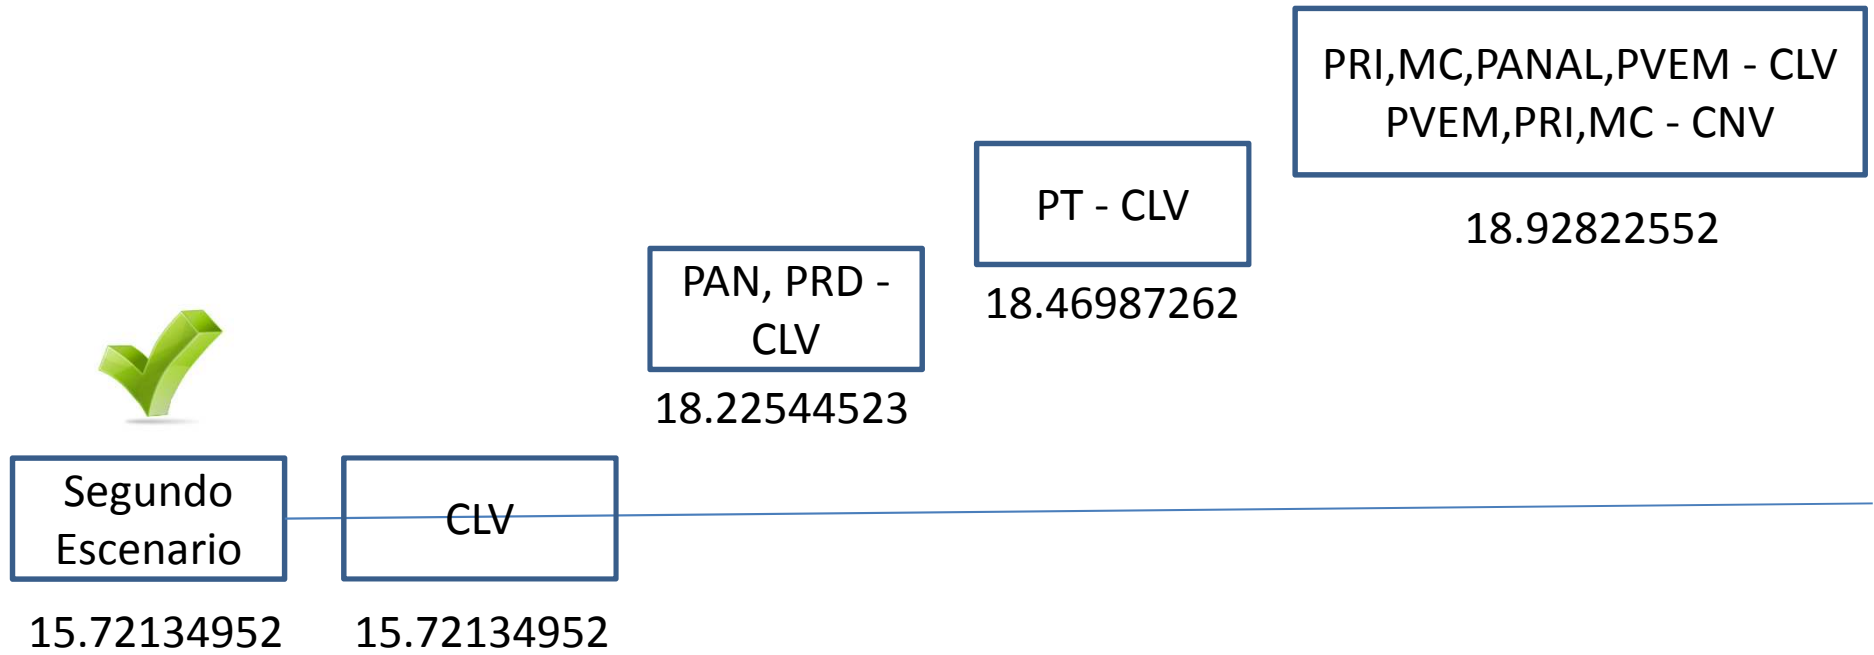 PRI,MC,PANAL,PVEM - CLV
PVEM,PRI,MC - CNV
18.92822552
PT - CLV
18.46987262
PAN, PRD -
CLV
18.22544523
Segundo
Escenario
15.72134952
CLV
15.72134952